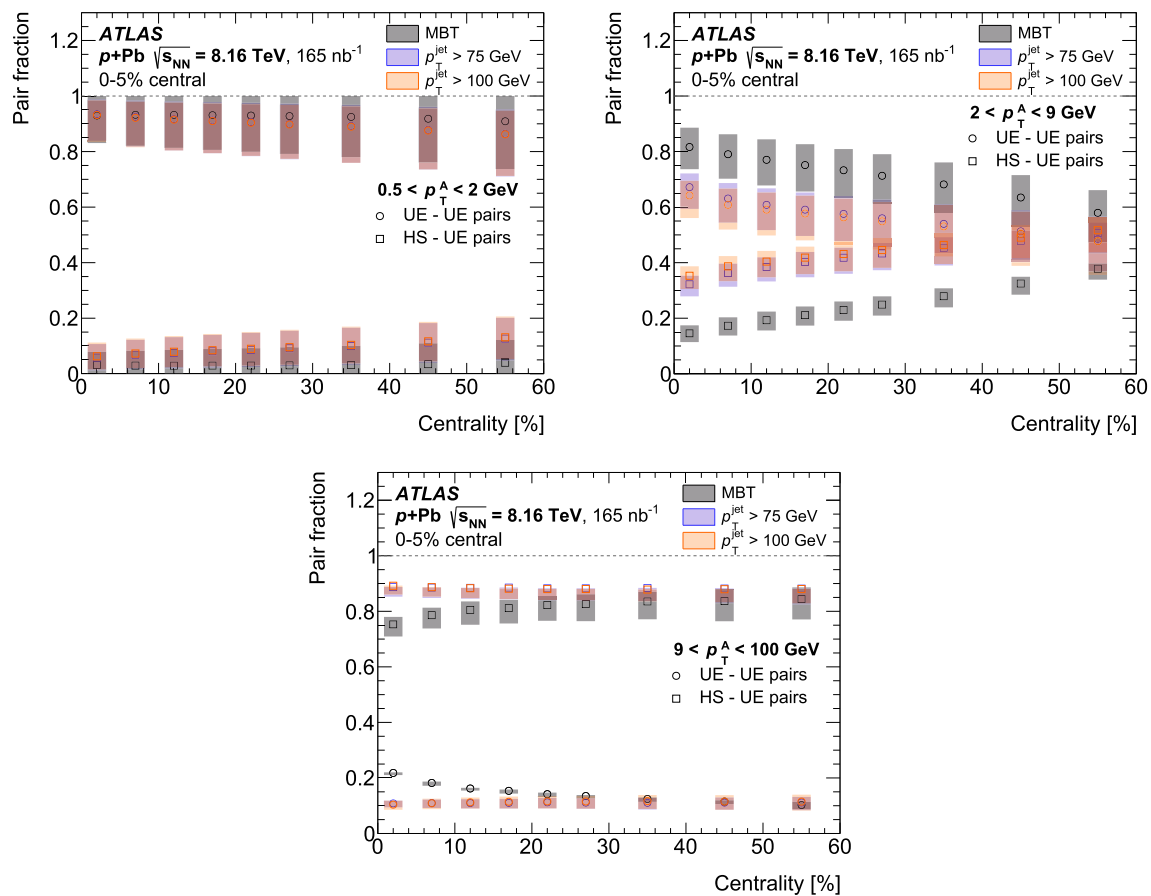 Pair fraction
1.2
1
0.8
0.6
0.4
0.2
0
ATLAS
p+Pb √sNN = 8.16 TeV, 165 nb-1
0-5% central
MBT
pTjet > 75 GeV
pTjet > 100 GeV
0.5 < pTA < 2 GeV
UE - UE pairs
HS - UE pairs
0 10 20 30 40 50 60
Centrality [%]
Pair fraction
1.2
1
0.8
0.6
0.4
0.2
0
ATLAS
p+Pb √sNN = 8.16 TeV, 165 nb-1
0-5% central
MBT
pTjet > 75 GeV
pTjet > 100 GeV
2 < pTA < 9 GeV
UE - UE pairs
HS - UE pairs
0 10 20 30 40 50 60
Centrality [%]
Pair fraction
1.2
1
0.8
0.6
0.4
0.2
0
ATLAS
p+Pb √sNN = 8.16 TeV, 165 nb-1
0-5% central
MBT
pTjet > 75 GeV
pTjet > 100 GeV
9 < pTA < 100 GeV
UE - UE pairs
HS - UE pairs
0 10 20 30 40 50 60
Centrality [%]